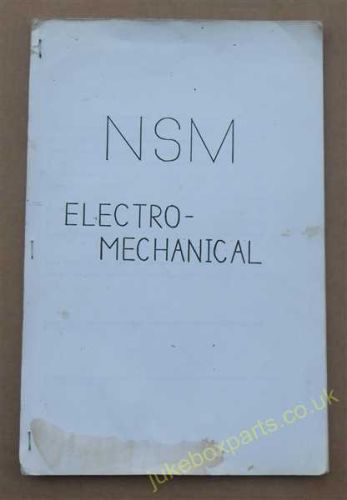 NSM
ELECTRO-
MECHANICAL
jukeboxparts.co.uk